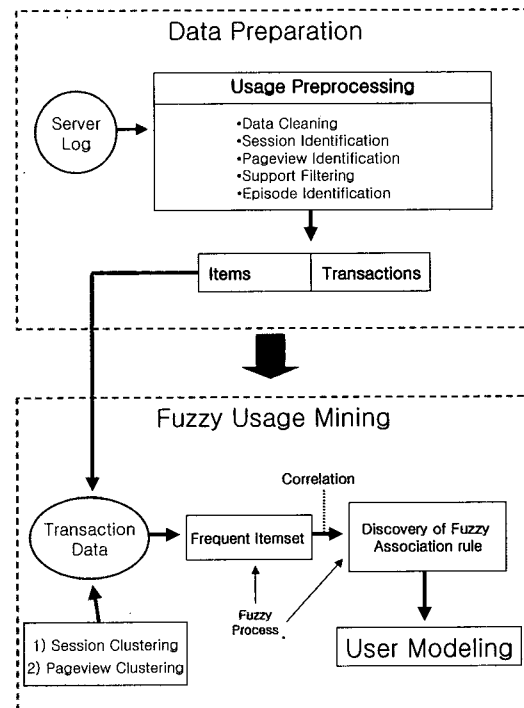 Data Preparation
Server
Log
Usage Preprocessing
•Data Cleaning
•Session Identification
•Pageview Identification
•Support Filtering
•Episode Identification
Items
Transactions
Fuzzy Usage Mining
Correlation
Transaction
Data
Frequent Itemset
Discovery of Fuzzy
Association rule
Fuzzy
Process
1) Session Clustering
2) Pageview Clustering
User Modeling